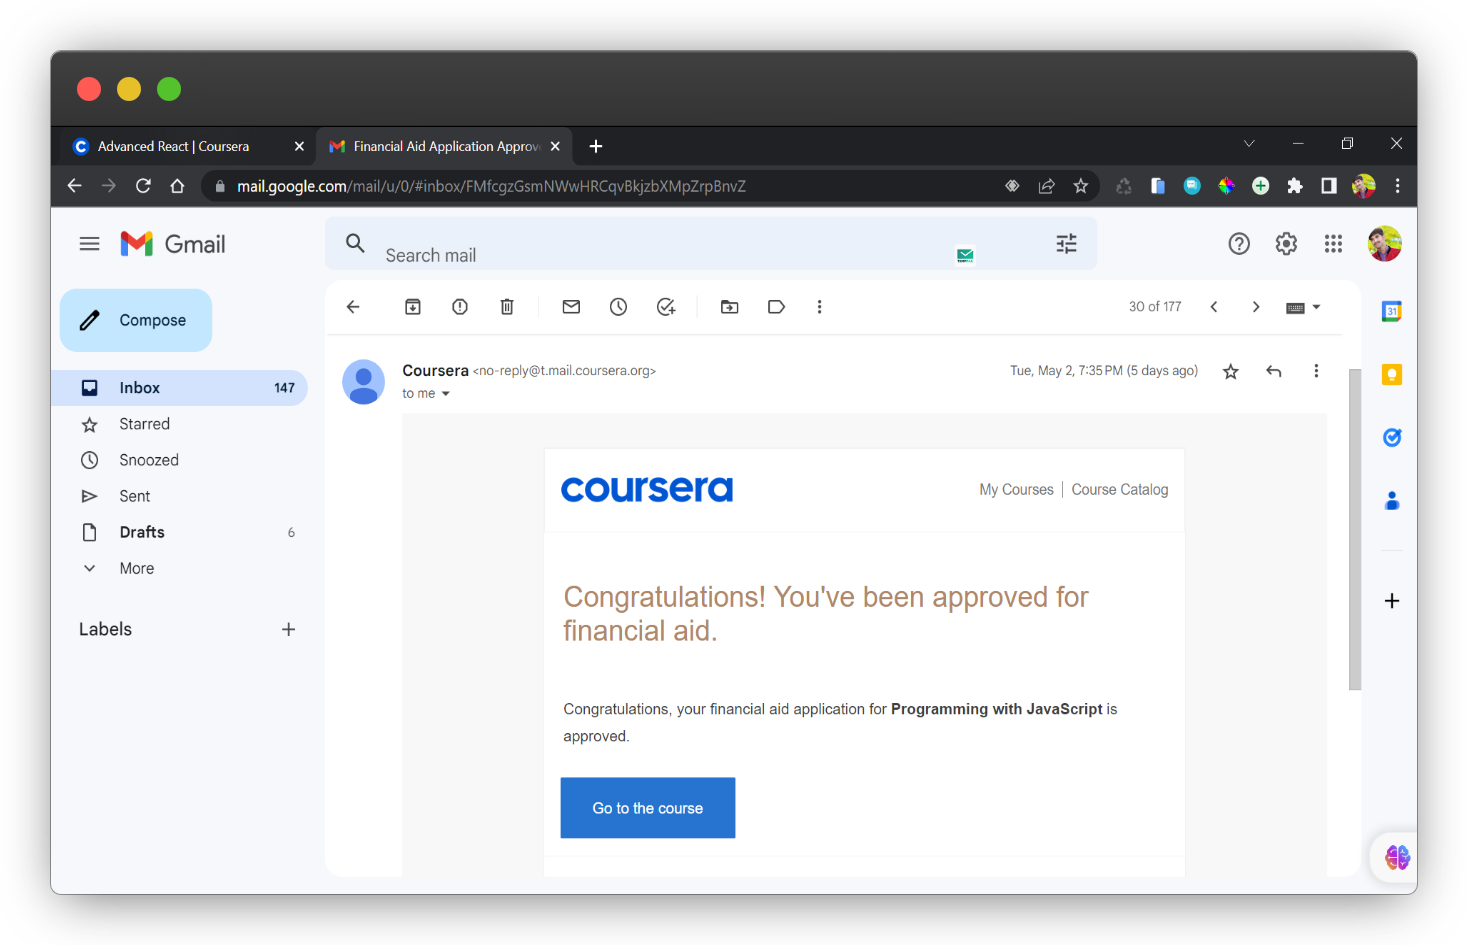 Advanced React | Coursera
Financial Aid Application Approv
mail.google.com/mail/u/0/#inbox/FMfcgzGsmNWwHRCqvBkjzbXMpZrpBnvZ
Gmail
Search mail
Compose
30 of 177
31
Inbox 147
Coursera <no-reply@t.mail.coursera.org>
Tue, May 2, 7:35 PM (5 days ago)
to me
Starred
Snoozed
Sent
Drafts 6
More
Labels
coursera
My Courses | Course Catalog
Congratulations! You've been approved for
financial aid.
Congratulations, your financial aid application for Programming with JavaScript is
approved.
Go to the course